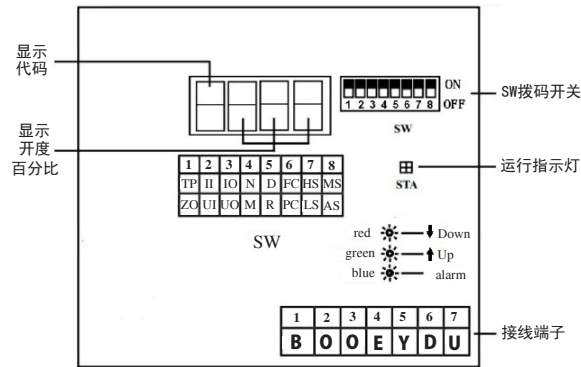 显示
代码
显示
开度
百分比
ON
1 2 3 4 5 6 7 8 OFF
SW
SW拨码开关
1 2 3 4 5 6 7 8
TP II IO N D FC HS MS
ZO UI UO M R PC LS AS
SW
STA
运行指示灯
red Down
green Up
blue alarm
1 2 3 4 5 6 7
B O O E Y D U
接线端子